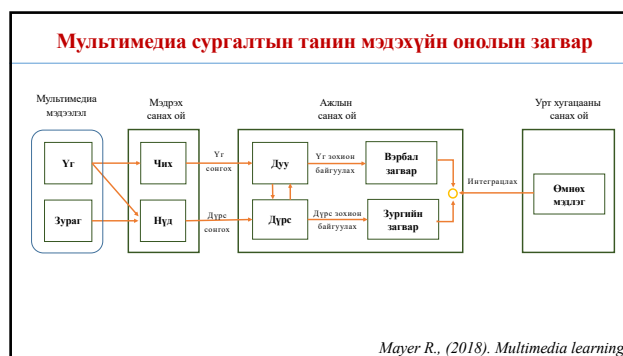 Мультимедиа сургалтын танин мэдэхүйн онолын загвар
Мультимедиа
мэдээлэл
Мэдрэх
санах ой
Ажлын
санах ой
Урт хугацааны
санах ой
Үг
Зураг
Чих
Нүд
Үг
сонгох
Дүрс
сонгох
Дуу
Дүрс
Үг зохион
байгуулах
Дүрс зохион
байгуулах
Вэрбал
загвар
Зургийн
загвар
Интеграцлах
Өмнөх
мэдлэг
Mayer R., (2018). Multimedia learning